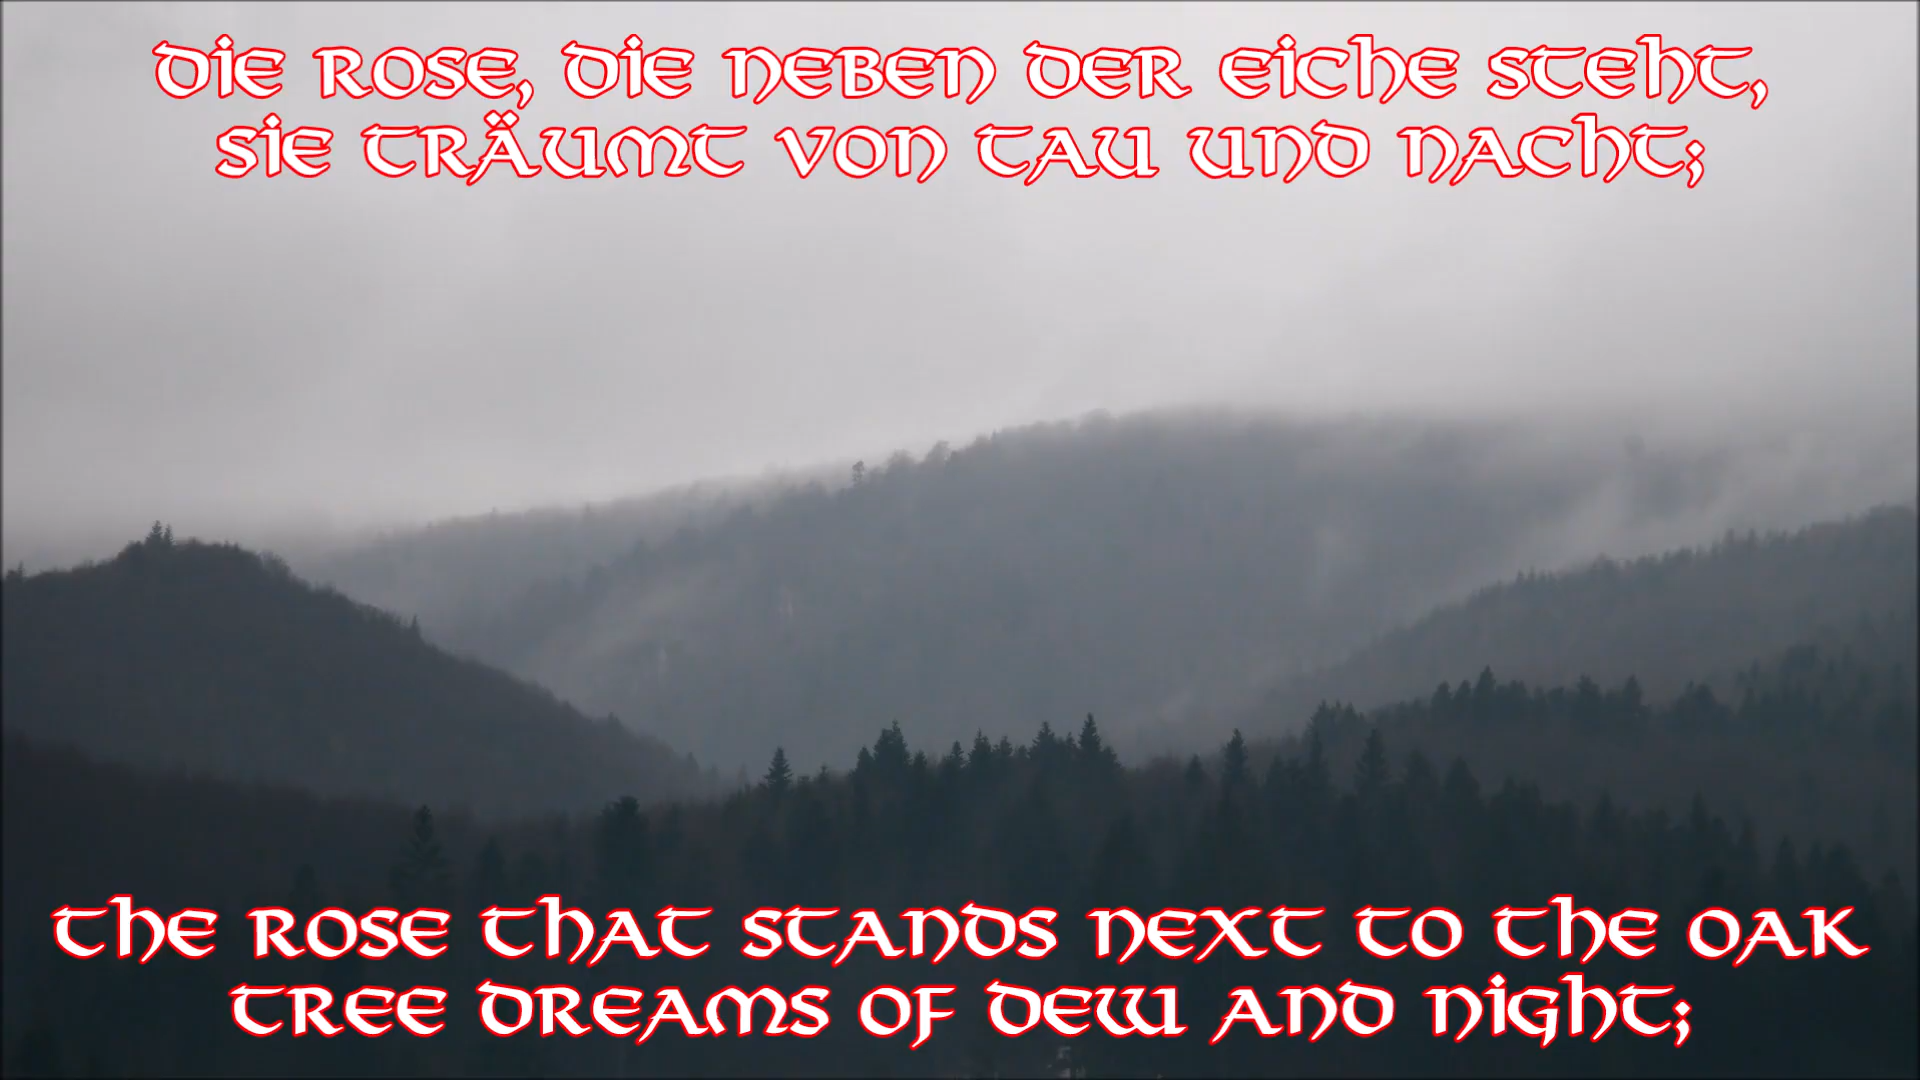 Die Rose, die neben der Eiche steht,
sie träumt von Tau und Nacht;
The rose that stands next to the oak
tree dreams of dew and night;